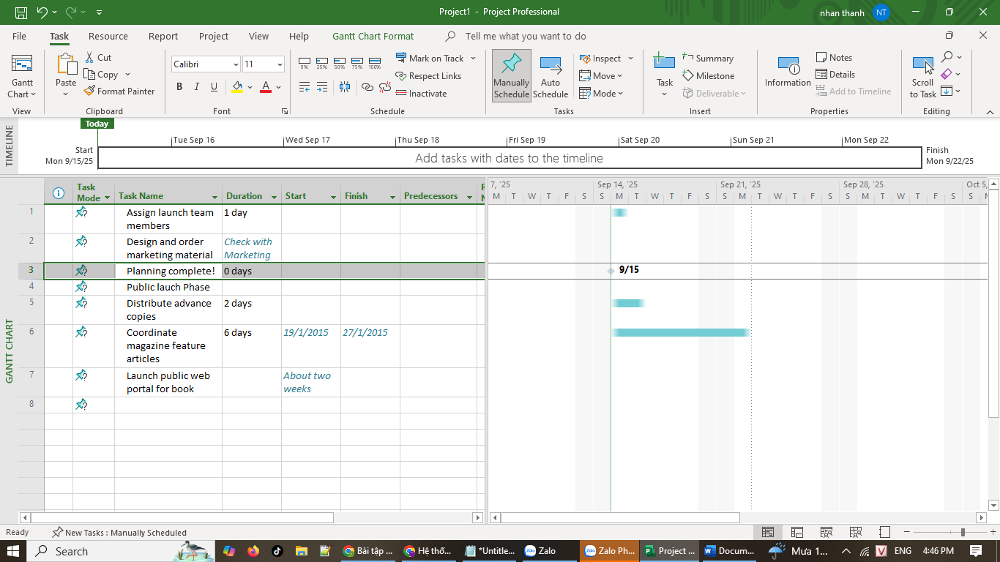 Project1 - Project Professional
nhan thanh
NT
File Task Resource Report Project View Help Gantt Chart Format Tell me what you want to do
Gantt
Chart
View
Paste
Cut
Copy
Format Painter
Clipboard
Calibri 11
B I U A
Font
0% 25% 50% 75% 100%
Mark on Track
Respect Links
Inactivate
Schedule
Manually
Schedule
Auto
Schedule
Inspect
Move
Mode
Tasks
Task
Summary
Milestone
Deliverable
Insert
Information
Notes
Details
Add to Timeline
Properties
Scroll
to Task
Editing
TIMELINE
Today
Tue Sep 16 Wed Sep 17 Thu Sep 18 Fri Sep 19 Sat Sep 20 Sun Sep 21 Mon Sep 22
Start
Mon 9/15/25
Add tasks with dates to the timeline
Finish
Mon 9/22/25
GANTT CHART
Task
Mode
Task Name Duration Start Finish Predecessors
R
N
7, '25 Sep 14, '25 Sep 21, '25 Sep 28, '25 Oct 5,
M T W T F S S M T W T F S S M T W T F S S M T W T F S S M
1 Assign launch team
members
1 day
2 Design and order
marketing material
Check with
Marketing
3 Planning complete! 0 days
9/15
4 Public lauch Phase
5 Distribute advance
copies
2 days
6 Coordinate
magazine feature
articles
6 days 19/1/2015 27/1/2015
7 Launch public web
portal for book
About two
weeks
8
Ready New Tasks : Manually Scheduled
Search
Bài tập ...
Hệ thố...
*Untitle...
Zalo
Zalo Ph...
Project ...
Docum...
Mưa 1...
V
ENG
4:46 PM